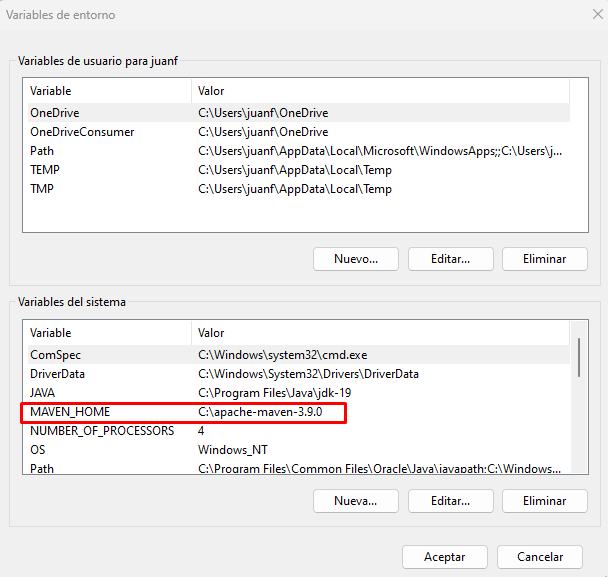 Variables de entorno
Variables de usuario para juanf
Variable Valor
OneDrive C:\Users\juanf\OneDrive
OneDriveConsumer C:\Users\juanf\OneDrive
Path C:\Users\juanf\AppData\Local\Microsoft\WindowsApps;;C:\Users\j...
TEMP C:\Users\juanf\AppData\Local\Temp
TMP C:\Users\juanf\AppData\Local\Temp
Nuevo... Editar... Eliminar
Variables del sistema
Variable Valor
ComSpec C:\Windows\system32\cmd.exe
DriverData C:\Windows\System32\Drivers\DriverData
JAVA C:\Program Files\Java\jdk-19
MAVEN_HOME C:\apache-maven-3.9.0
NUMBER_OF_PROCESSORS 4
OS Windows_NT
Path C:\Program Files\Common Files\Oracle\Java\javapath;C:\Windows...
Nueva... Editar... Eliminar
Aceptar Cancelar